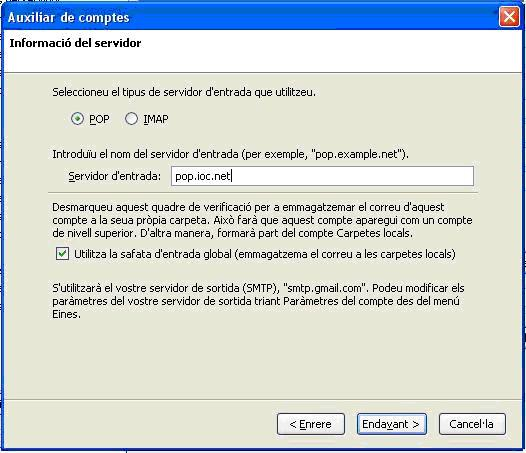 Auxiliar de comptes
Informació del servidor
Seleccioneu el tipus de servidor d'entrada que utilitzeu.
POP IMAP
Introduïu el nom del servidor d'entrada (per exemple, "pop.example.net").
Servidor d'entrada: pop.ioc.net
Desmarqueu aquest quadre de verificació per a emmagatzemar el correu d'aquest
compte a la seua pròpia carpeta. Això farà que aquest compte aparegui com un compte
de nivell superior. D'altra manera, formarà part del compte Carpetes locals.
Utilitza la safata d'entrada global (emmagatzema el correu a les carpetes locals)
S'utilitzarà el vostre servidor de sortida (SMTP), "smtp.gmail.com". Podeu modificar els
paràmetres del vostre servidor de sortida triant Paràmetres del compte des del menú
Eines.
< Enrere Endavant > Cancel·la